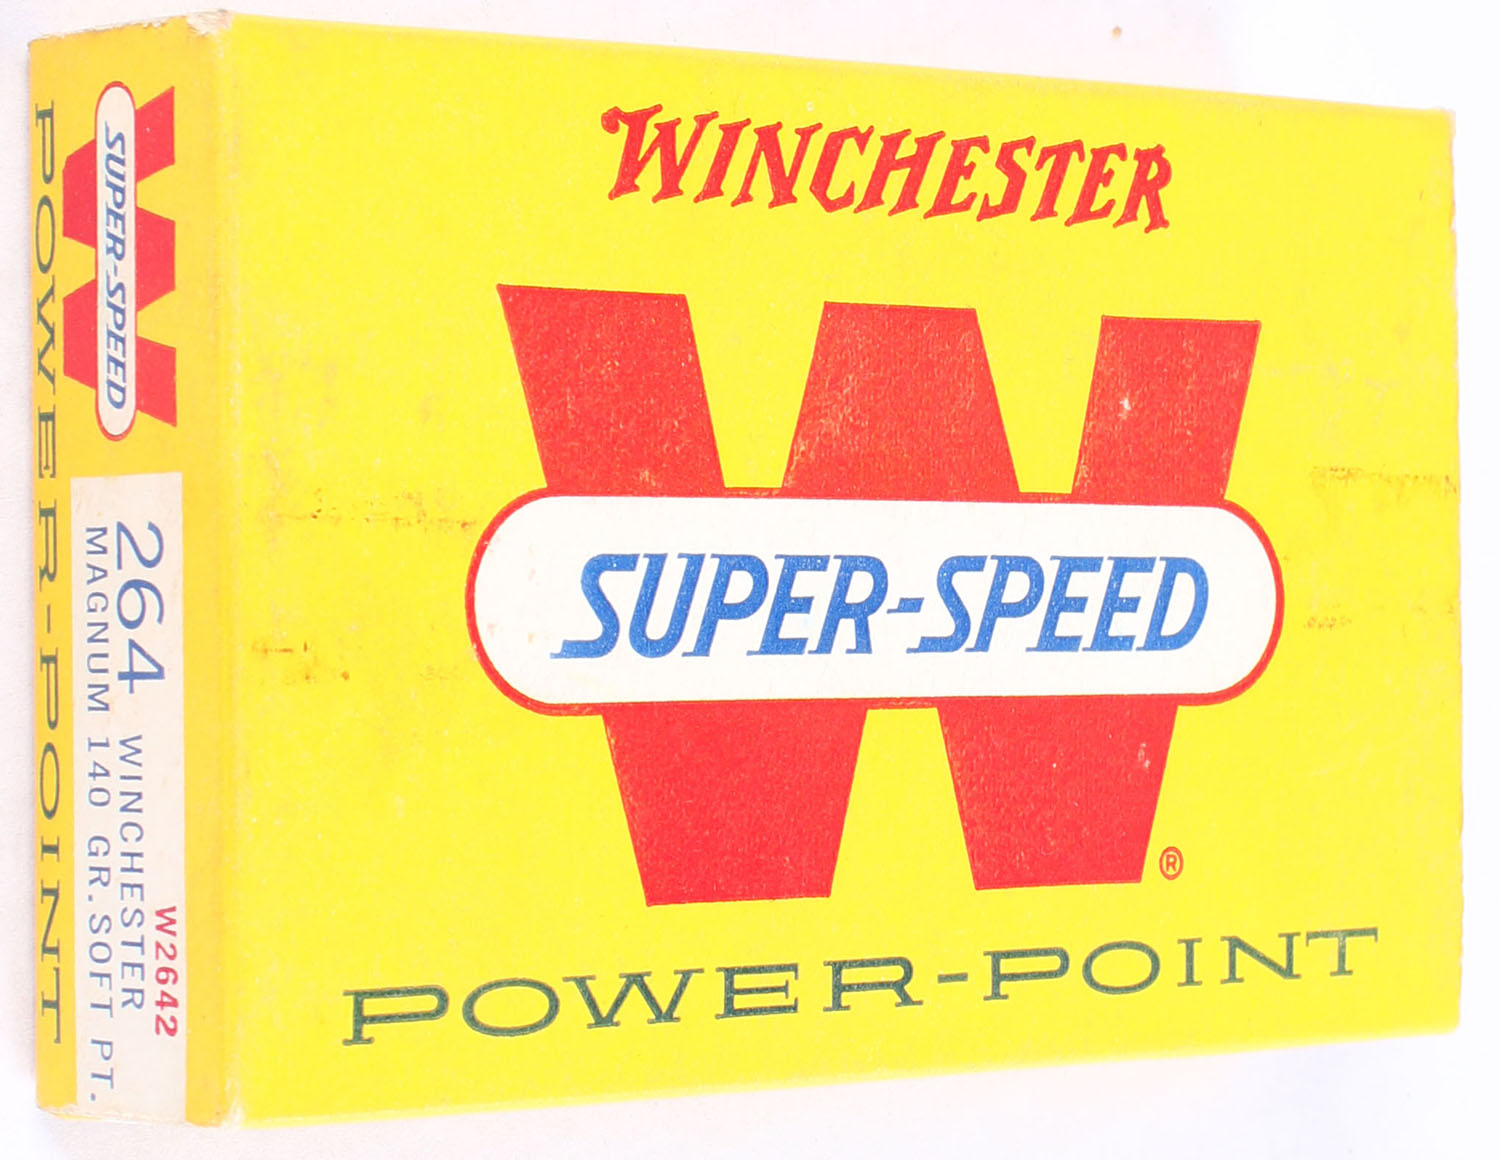 WINCHESTER
SUPER-SPEED
®
POWER-POINT
SUPER-SPEED
POWER-POINT
W2642
264 WINCHESTER
MAGNUM 140 GR. SOFT PT.